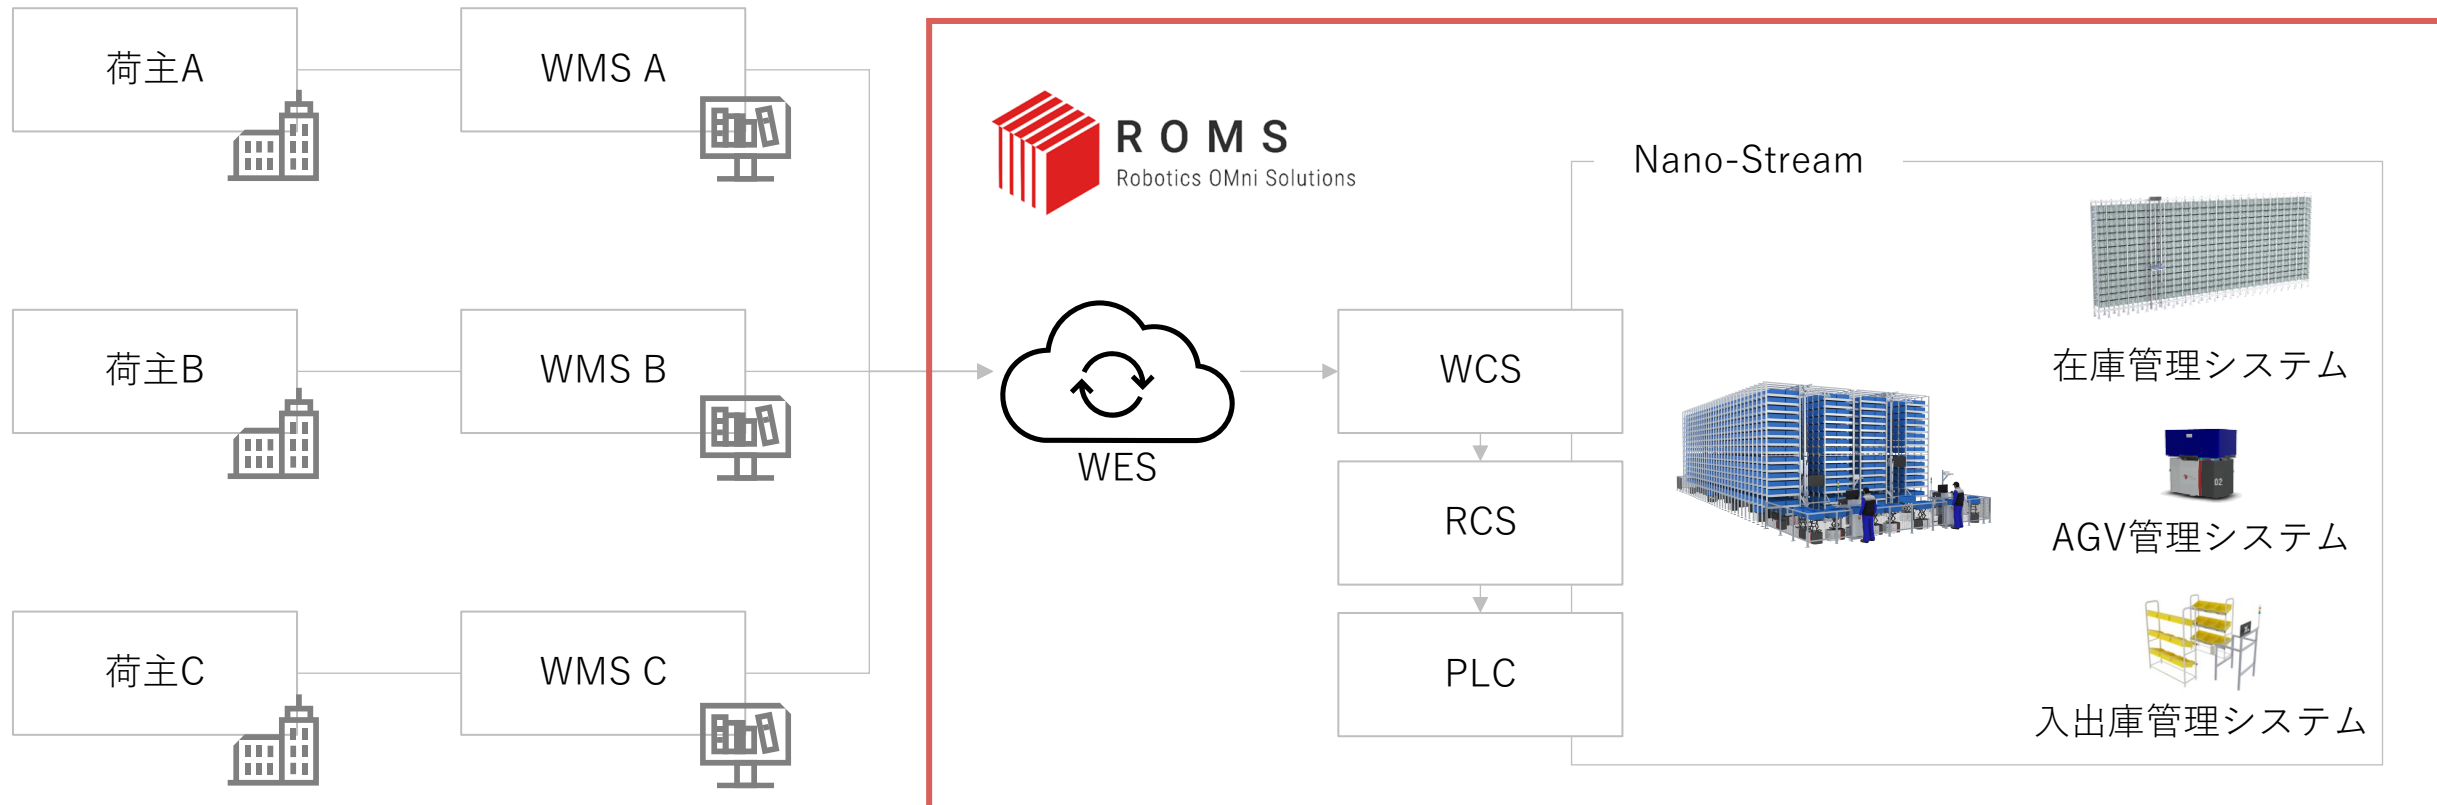 荷主A
WMS A
荷主B
WMS B
荷主C
WMS C
ROMS
Robotics OMni Solutions
WES
Nano-Stream
WCS
RCS
PLC
在庫管理システム
02
AGV管理システム
入出庫管理システム